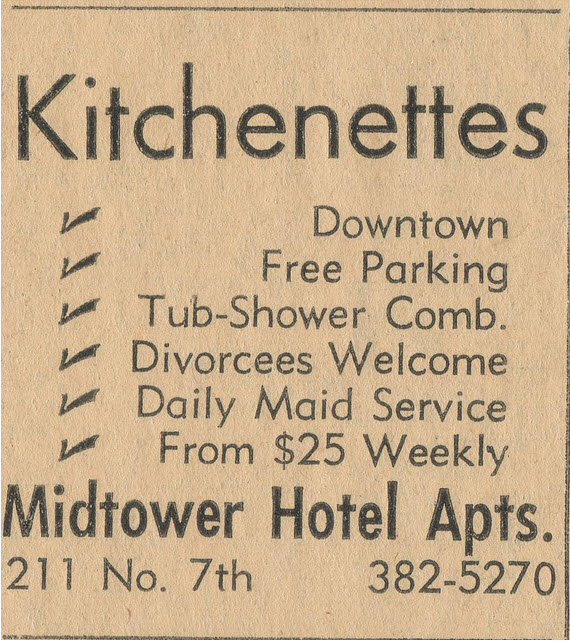 Kitchenettes
✓ Downtown
✓ Free Parking
✓ Tub-Shower Comb.
✓ Divorcees Welcome
✓ Daily Maid Service
✓ From $25 Weekly
Midtower Hotel Apts.
211 No. 7th 382-5270